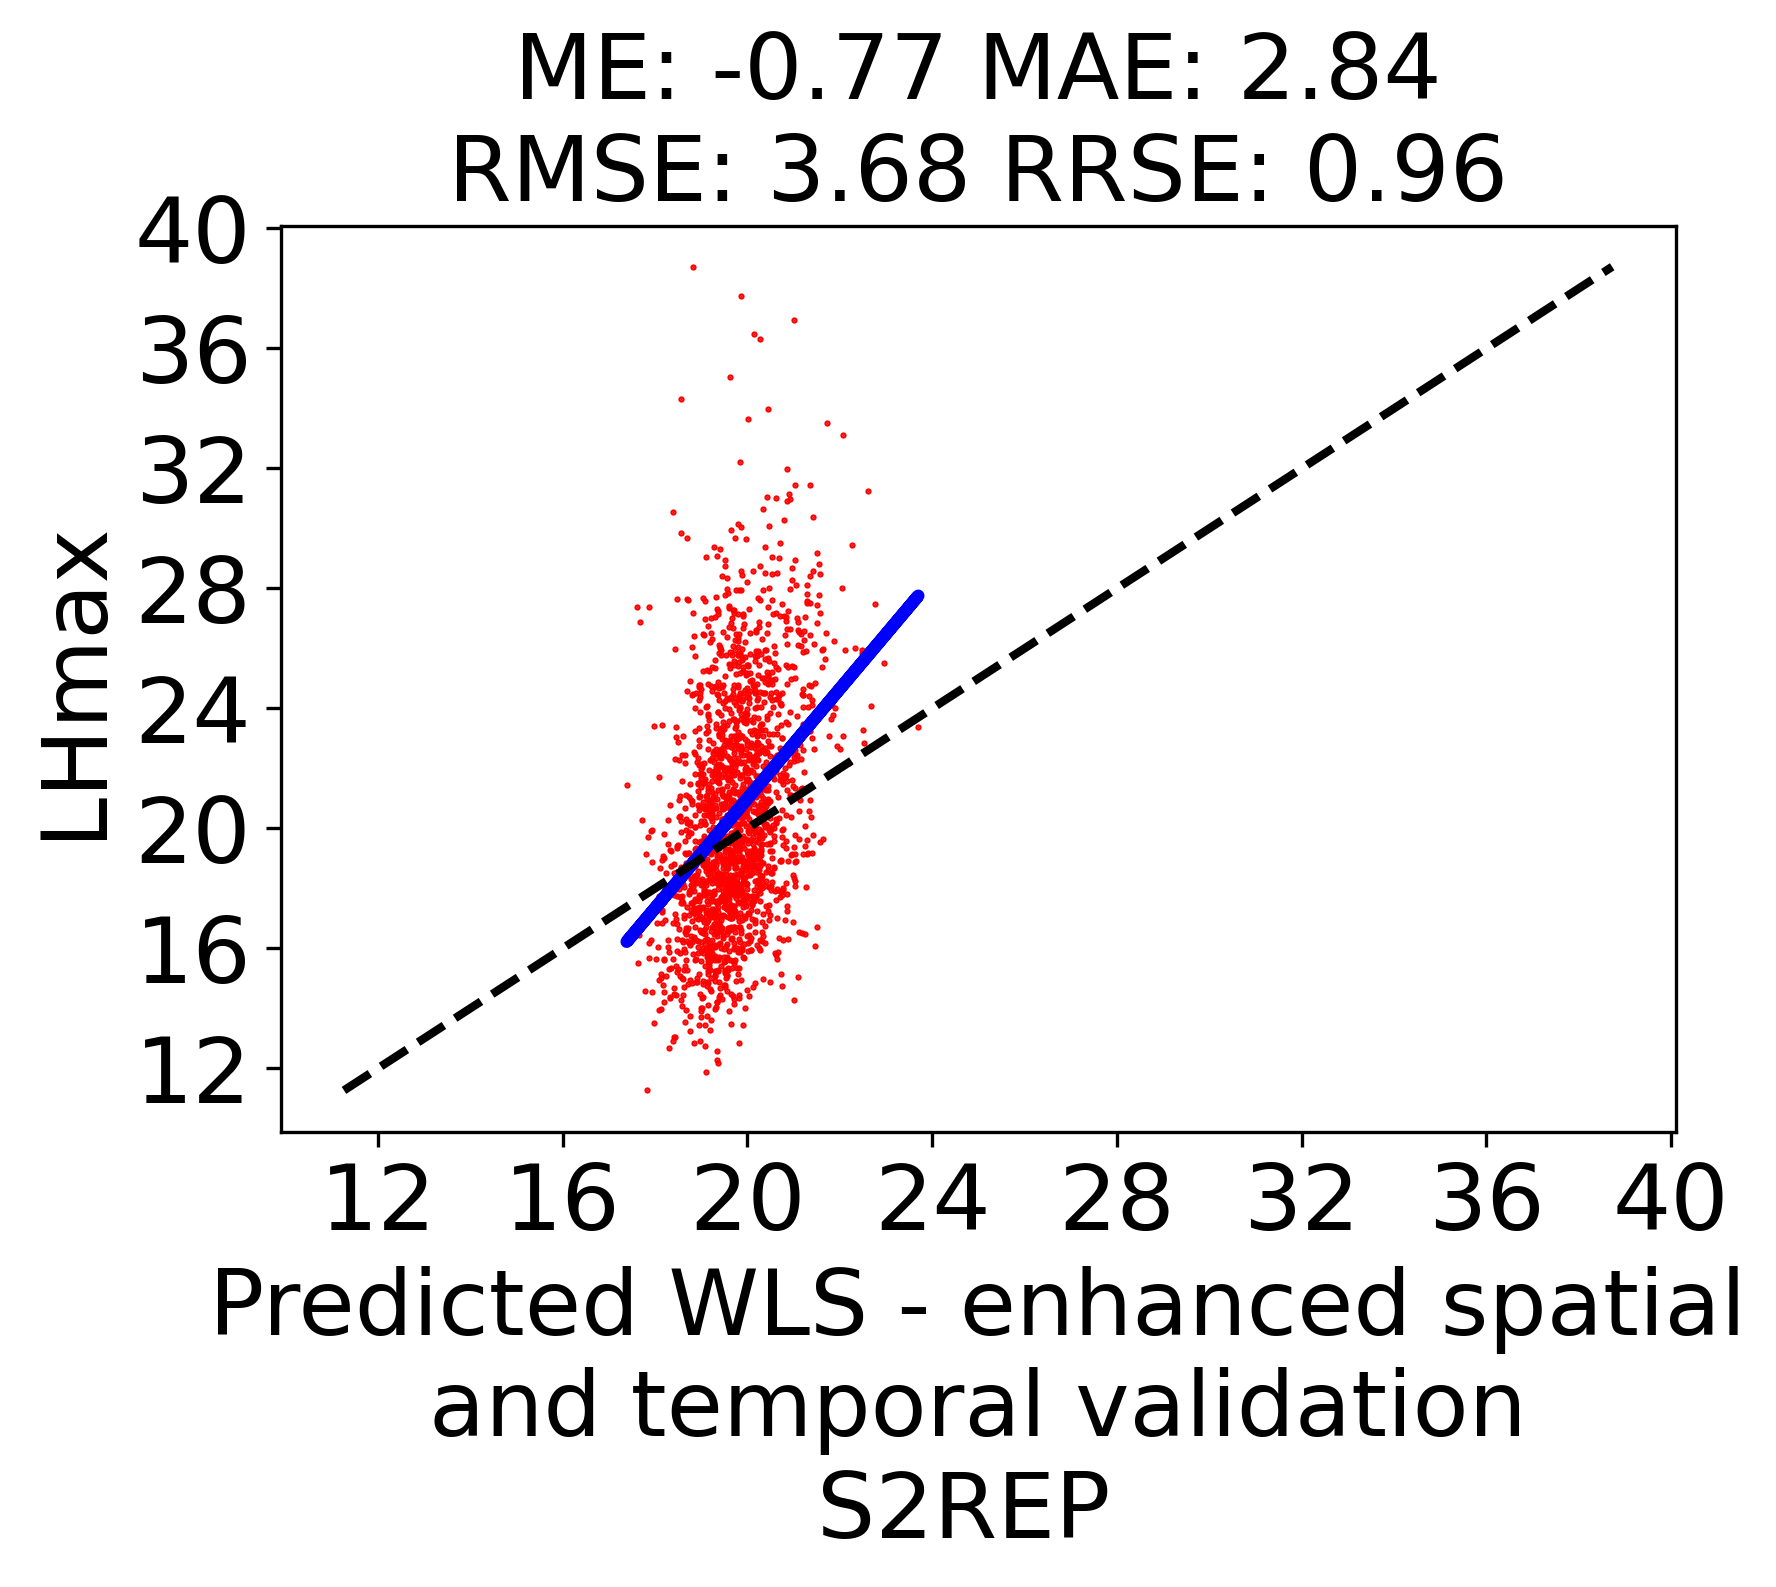 ME: -0.77 MAE: 2.84
RMSE: 3.68 RRSE: 0.96
40
36
32
28
24
20
16
12
LHmax
12 16 20 24 28 32 36 40
Predicted WLS - enhanced spatial
and temporal validation
S2REP